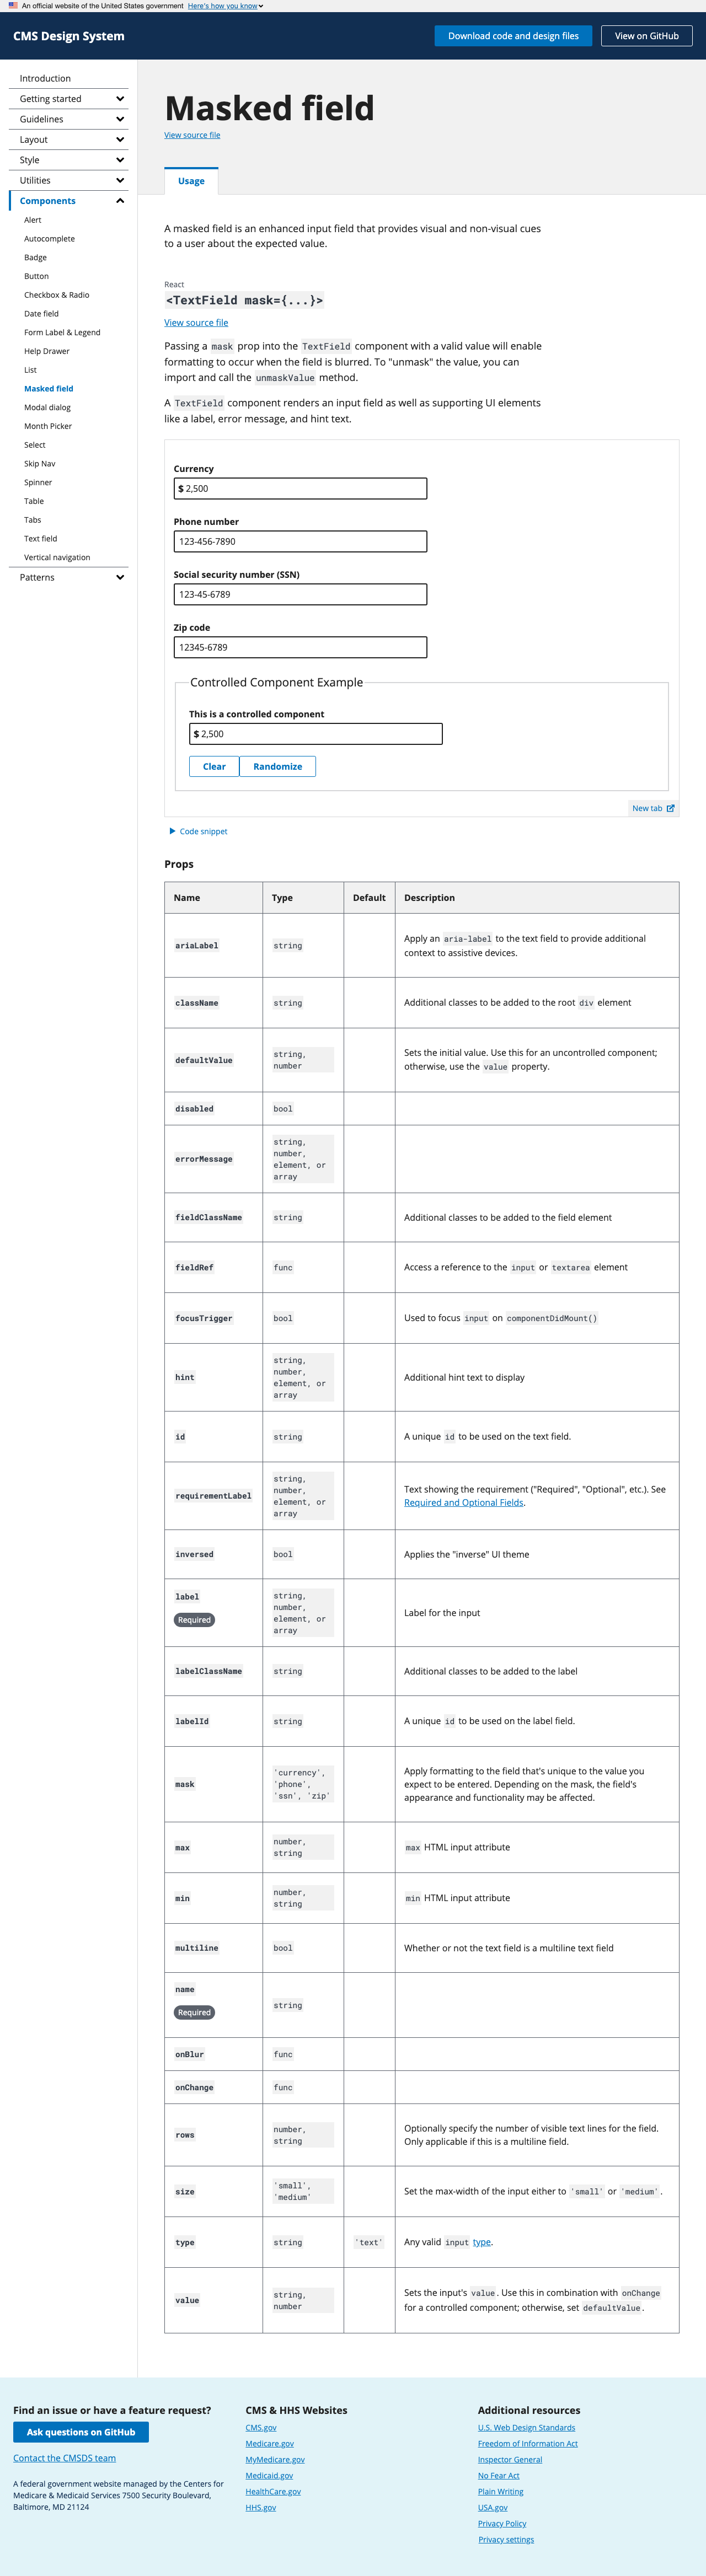 An official website of the United States government Here's how you know
CMS Design System
Download code and design files
View on GitHub
Introduction
Getting started
Guidelines
Layout
Style
Utilities
Components
Alert
Autocomplete
Badge
Button
Checkbox & Radio
Date field
Form Label & Legend
Help Drawer
List
Masked field
Modal dialog
Month Picker
Select
Skip Nav
Spinner
Table
Tabs
Text field
Vertical navigation
Patterns
Masked field
View source file
Usage
A masked field is an enhanced input field that provides visual and non-visual cues
to a user about the expected value.
React
<TextField mask={...}>
View source file
Passing a mask prop into the TextField component with a valid value will enable
formatting to occur when the field is blurred. To "unmask" the value, you can
import and call the unmaskValue method.
A TextField component renders an input field as well as supporting UI elements
like a label, error message, and hint text.
Currency
$ 2,500
Phone number
123-456-7890
Social security number (SSN)
123-45-6789
Zip code
12345-6789
Controlled Component Example
This is a controlled component
$ 2,500
Clear
Randomize
New tab
Code snippet
Props
Name Type Default Description
ariaLabel string Apply an aria-label to the text field to provide additional
context to assistive devices.
className string Additional classes to be added to the root div element
defaultValue string,
number
Sets the initial value. Use this for an uncontrolled component;
otherwise, use the value property.
disabled bool
errorMessage string,
number,
element, or
array
fieldClassName string Additional classes to be added to the field element
fieldRef func Access a reference to the input or textarea element
focusTrigger bool Used to focus input on componentDidMount()
hint string,
number,
element, or
array
Additional hint text to display
id string A unique id to be used on the text field.
requirementLabel string,
number,
element, or
array
Text showing the requirement ("Required", "Optional", etc.). See
Required and Optional Fields.
inversed bool Applies the "inverse" UI theme
label
Required
string,
number,
element, or
array
Label for the input
labelClassName string Additional classes to be added to the label
labelId string A unique id to be used on the label field.
mask 'currency',
'phone',
'ssn', 'zip'
Apply formatting to the field that's unique to the value you
expect to be entered. Depending on the mask, the field's
appearance and functionality may be affected.
max number,
string
max HTML input attribute
min number,
string
min HTML input attribute
multiline bool Whether or not the text field is a multiline text field
name
Required
string
onBlur func
onChange func
rows number,
string
Optionally specify the number of visible text lines for the field.
Only applicable if this is a multiline field.
size 'small',
'medium'
Set the max-width of the input either to 'small' or 'medium'.
type string 'text' Any valid input type.
value string,
number
Sets the input's value. Use this in combination with onChange
for a controlled component; otherwise, set defaultValue.
Find an issue or have a feature request?
Ask questions on GitHub
Contact the CMSDS team
A federal government website managed by the Centers for
Medicare & Medicaid Services 7500 Security Boulevard,
Baltimore, MD 21124
CMS & HHS Websites
CMS.gov
Medicare.gov
MyMedicare.gov
Medicaid.gov
HealthCare.gov
HHS.gov
Additional resources
U.S. Web Design Standards
Freedom of Information Act
Inspector General
No Fear Act
Plain Writing
USA.gov
Privacy Policy
Privacy settings